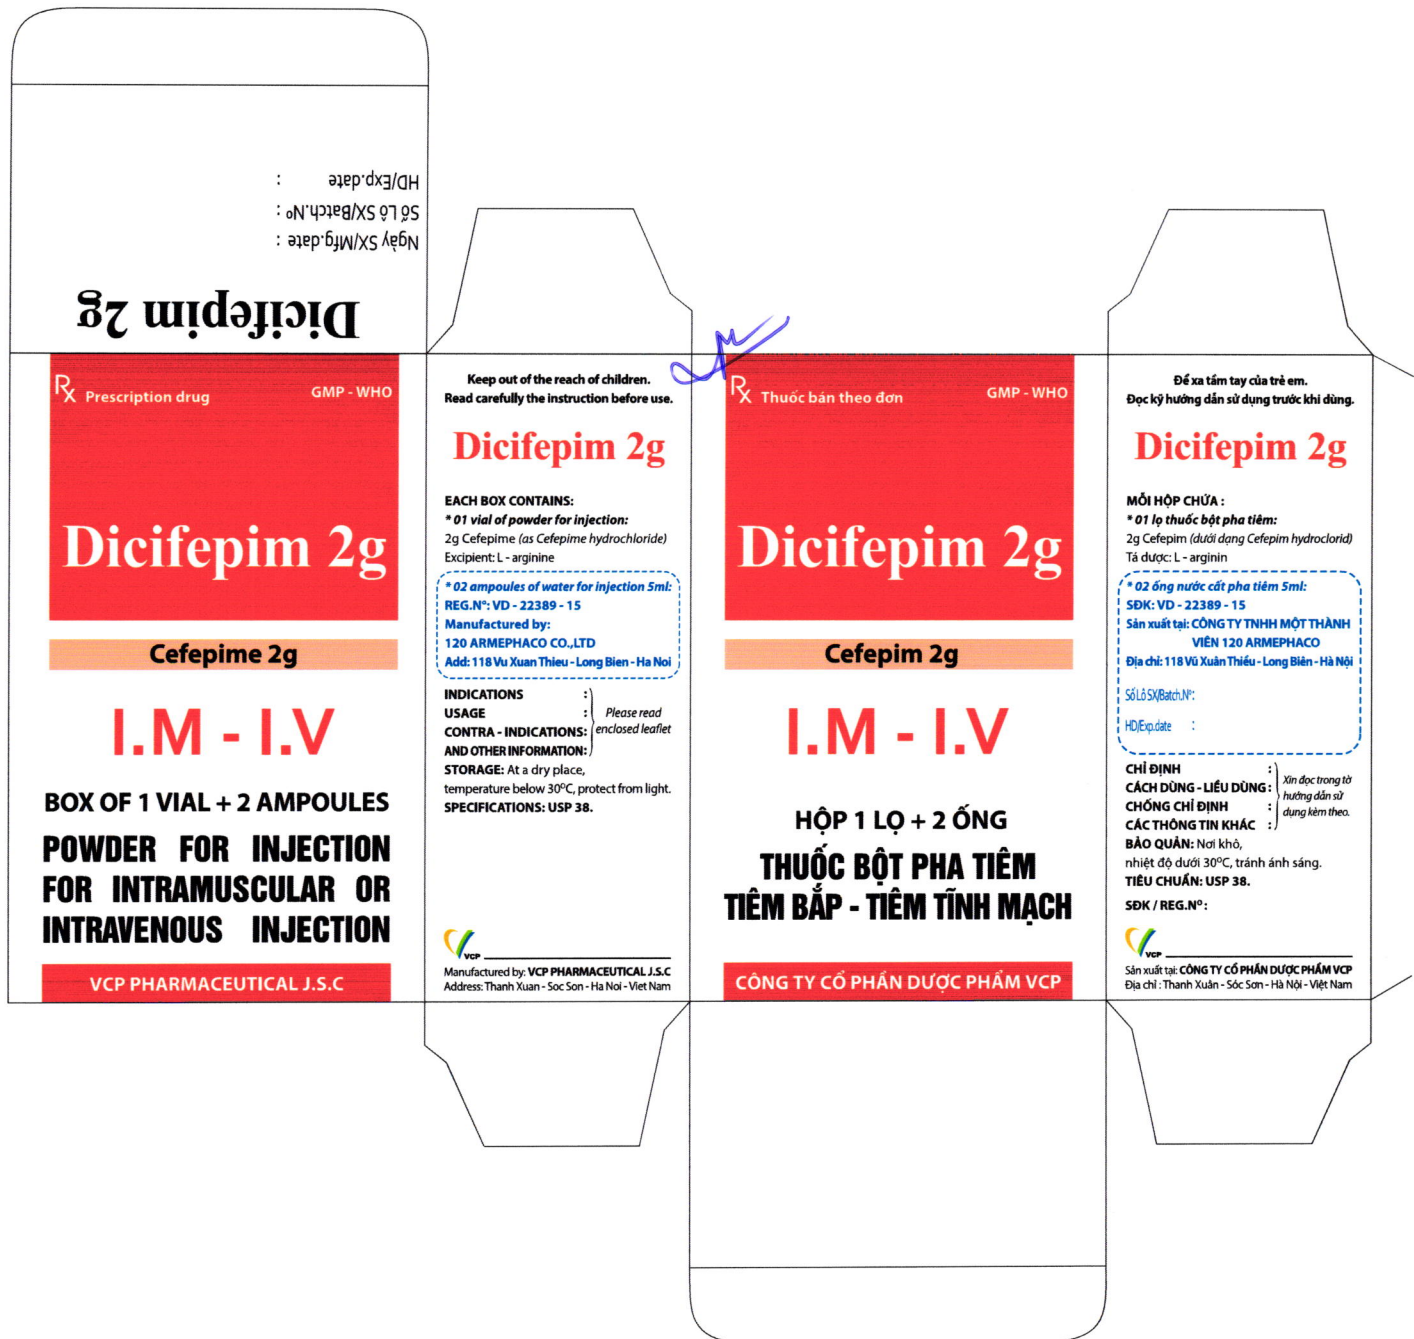 HD/Exp.date :
Số Lô SX/Batch.Nº :
Ngày SX/Mfg.date :
Dicifepim 2g
Rx Prescription drug GMP - WHO
Dicifepim 2g
Cefepime 2g
I.M - I.V
BOX OF 1 VIAL + 2 AMPOULES
POWDER FOR INJECTION
FOR INTRAMUSCULAR OR
INTRAVENOUS INJECTION
VCP PHARMACEUTICAL J.S.C
Keep out of the reach of children.
Read carefully the instruction before use.
Dicifepim 2g
EACH BOX CONTAINS:
* 01 vial of powder for injection:
2g Cefepime (as Cefepime hydrochloride)
Excipient: L - arginine
* 02 ampoules of water for injection 5ml:
REG.Nº: VD - 22389 - 15
Manufactured by:
120 ARMEPHACO CO.,LTD
Add: 118 Vu Xuan Thieu - Long Bien - Ha Noi
INDICATIONS :
USAGE : Please read
CONTRA - INDICATIONS: enclosed leaflet
AND OTHER INFORMATION:
STORAGE: At a dry place,
temperature below 30ºC, protect from light.
SPECIFICATIONS: USP 38.
VCP
Manufactured by: VCP PHARMACEUTICAL J.S.C
Address: Thanh Xuan - Soc Son - Ha Noi - Viet Nam
Rx Thuốc bán theo đơn GMP - WHO
Dicifepim 2g
Cefepim 2g
I.M - I.V
HỘP 1 LỌ + 2 ỐNG
THUỐC BỘT PHA TIÊM
TIÊM BẮP - TIÊM TĨNH MẠCH
CÔNG TY CỔ PHẦN DƯỢC PHẨM VCP
Để xa tầm tay của trẻ em.
Đọc kỹ hướng dẫn sử dụng trước khi dùng.
Dicifepim 2g
MỖI HỘP CHỨA :
* 01 lọ thuốc bột pha tiêm:
2g Cefepim (dưới dạng Cefepim hydroclorid)
Tá dược: L - arginin
* 02 ống nước cất pha tiêm 5ml:
SĐK: VD - 22389 - 15
Sản xuất tại: CÔNG TY TNHH MỘT THÀNH
VIÊN 120 ARMEPHACO
Địa chỉ: 118 Vũ Xuân Thiều - Long Biên - Hà Nội
Số Lô SX/Batch.Nº:
HD/Exp.date :
CHỈ ĐỊNH : Xin đọc trong tờ
CÁCH DÙNG - LIỀU DÙNG : hướng dẫn sử
CHỐNG CHỈ ĐỊNH : dụng kèm theo.
CÁC THÔNG TIN KHÁC :
BẢO QUẢN: Nơi khô,
nhiệt độ dưới 30ºC, tránh ánh sáng.
TIÊU CHUẨN: USP 38.
SĐK / REG.Nº :
VCP
Sản xuất tại: CÔNG TY CỔ PHẦN DƯỢC PHẨM VCP
Địa chỉ : Thanh Xuân - Sóc Sơn - Hà Nội - Việt Nam